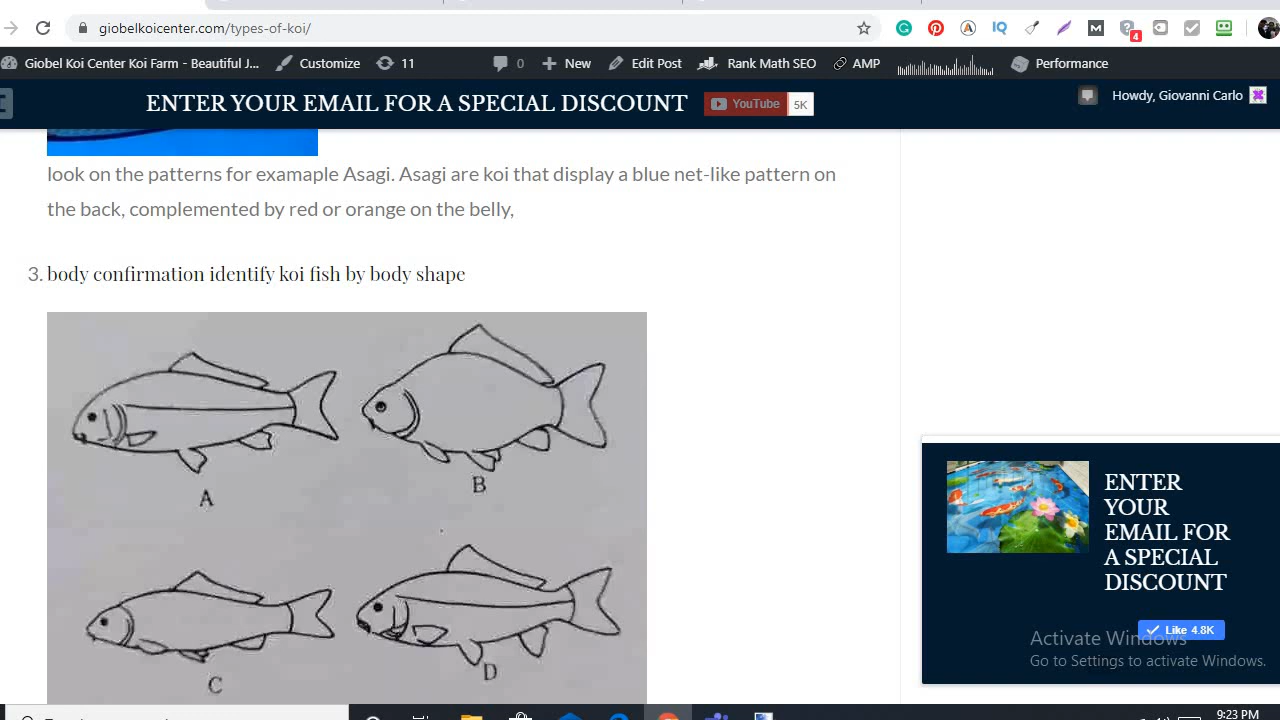 giobelkoicenter.com/types-of-koi/
4
Giobel Koi Center Koi Farm - Beautiful J... Customize 11 0 New Edit Post Rank Math SEO AMP Performance
ENTER YOUR EMAIL FOR A SPECIAL DISCOUNT YouTube 5K Howdy, Giovanni Carlo
look on the patterns for examaple Asagi. Asagi are koi that display a blue net-like pattern on
the back, complemented by red or orange on the belly,
3. body confirmation identify koi fish by body shape
A
B
C
D
ENTER
YOUR
EMAIL FOR
A SPECIAL
DISCOUNT
Like 4.8K
Activate Windows
Go to Settings to activate Windows.
9:23 PM